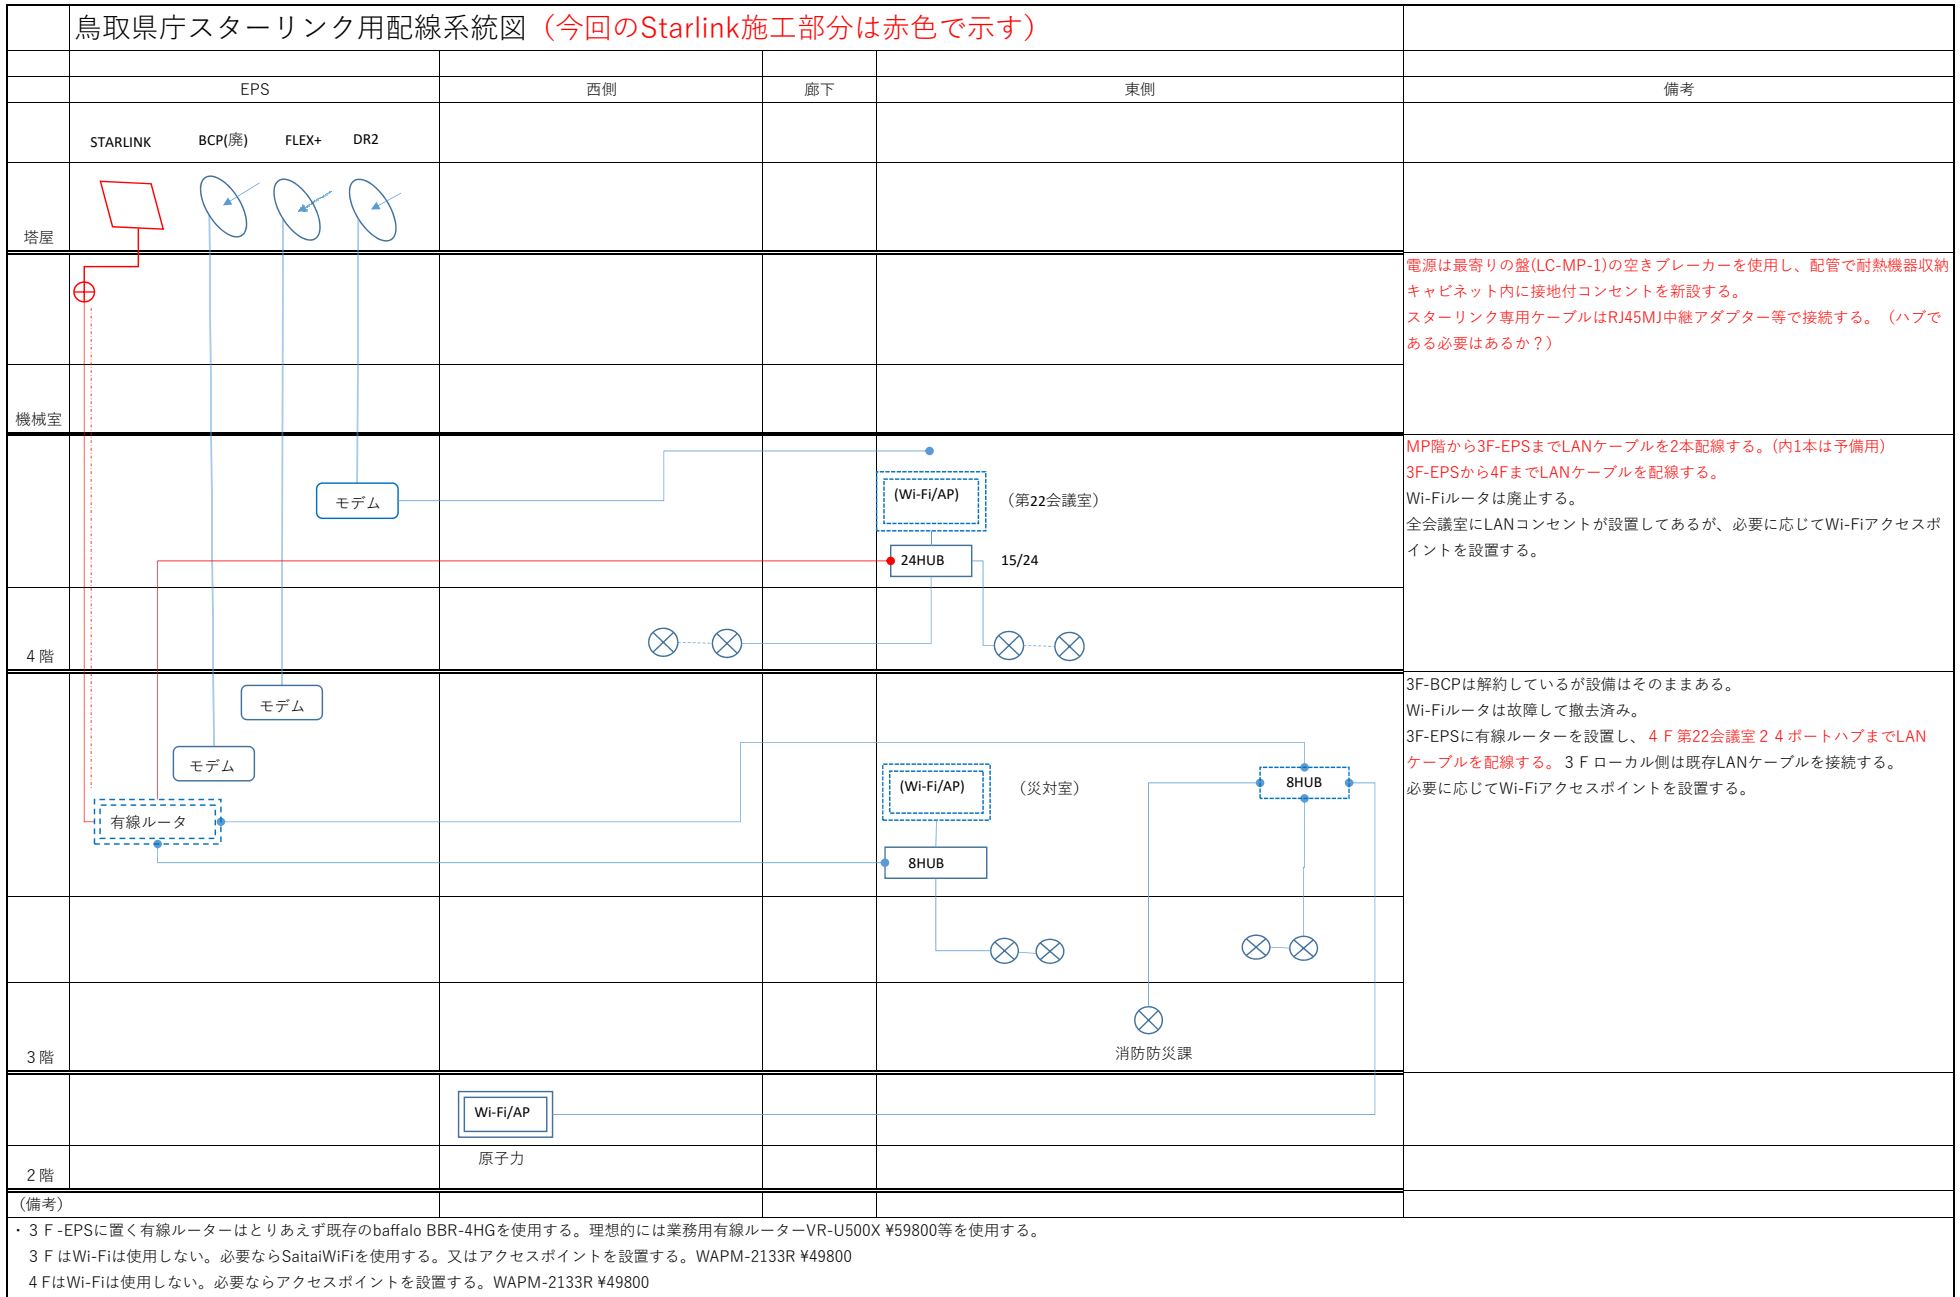 鳥取県庁スターリンク用配線系統図（今回のStarlink施工部分は赤色で示す）
EPS 西側 廊下 東側 備考
STARLINK BCP(廃) FLEX+ DR2
塔屋
電源は最寄りの盤(LC-MP-1)の空きブレーカーを使用し、配管で耐熱機器収納
キャビネット内に接地付コンセントを新設する。
スターリンク専用ケーブルはRJ45MJ中継アダプター等で接続する。（ハブで
ある必要はあるか？）
機械室
MP階から3F-EPSまでLANケーブルを2本配線する。(内1本は予備用)
3F-EPSから4FまでLANケーブルを配線する。
Wi-Fiルータは廃止する。
全会議室にLANコンセントが設置してあるが、必要に応じてWi-Fiアクセスポ
イントを設置する。
モデム
(Wi-Fi/AP)
（第22会議室）
24HUB
15/24
４階
3F-BCPは解約しているが設備はそのままある。
Wi-Fiルータは故障して撤去済み。
3F-EPSに有線ルーターを設置し、４Ｆ第22会議室２４ポートハブまでLAN
ケーブルを配線する。３Ｆローカル側は既存LANケーブルを接続する。
必要に応じてWi-Fiアクセスポイントを設置する。
モデム
モデム
有線ルータ
(Wi-Fi/AP)
（災対室）
8HUB
8HUB
消防防災課
３階
Wi-Fi/AP
原子力
２階
（備考）
・３Ｆ-EPSに置く有線ルーターはとりあえず既存のbaffalo BBR-4HGを使用する。理想的には業務用有線ルーターVR-U500X ¥59800等を使用する。
３ＦはWi-Fiは使用しない。必要ならSaitaiWiFiを使用する。又はアクセスポイントを設置する。WAPM-2133R ¥49800
４FはWi-Fiは使用しない。必要ならアクセスポイントを設置する。WAPM-2133R ¥49800